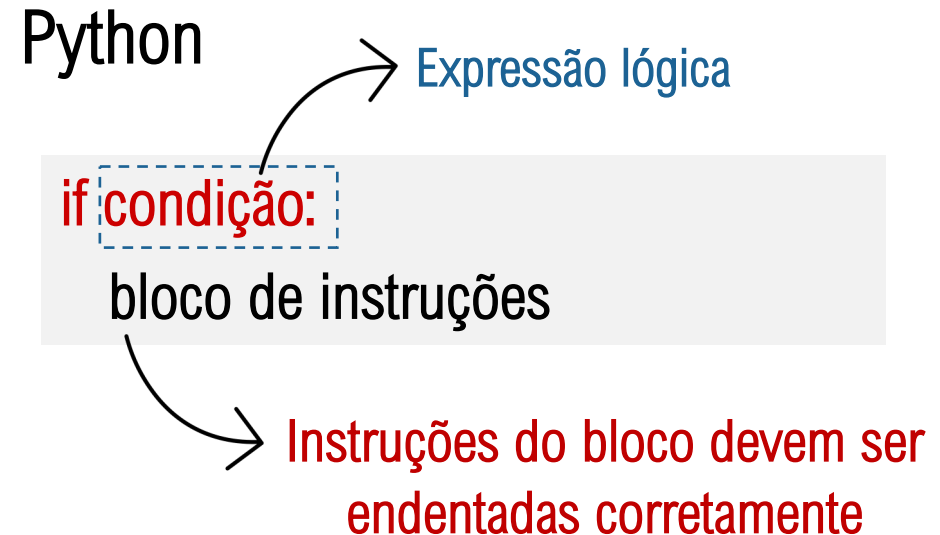 Python
Expressão lógica
if condição:
bloco de instruções
Instruções do bloco devem ser
endentadas corretamente